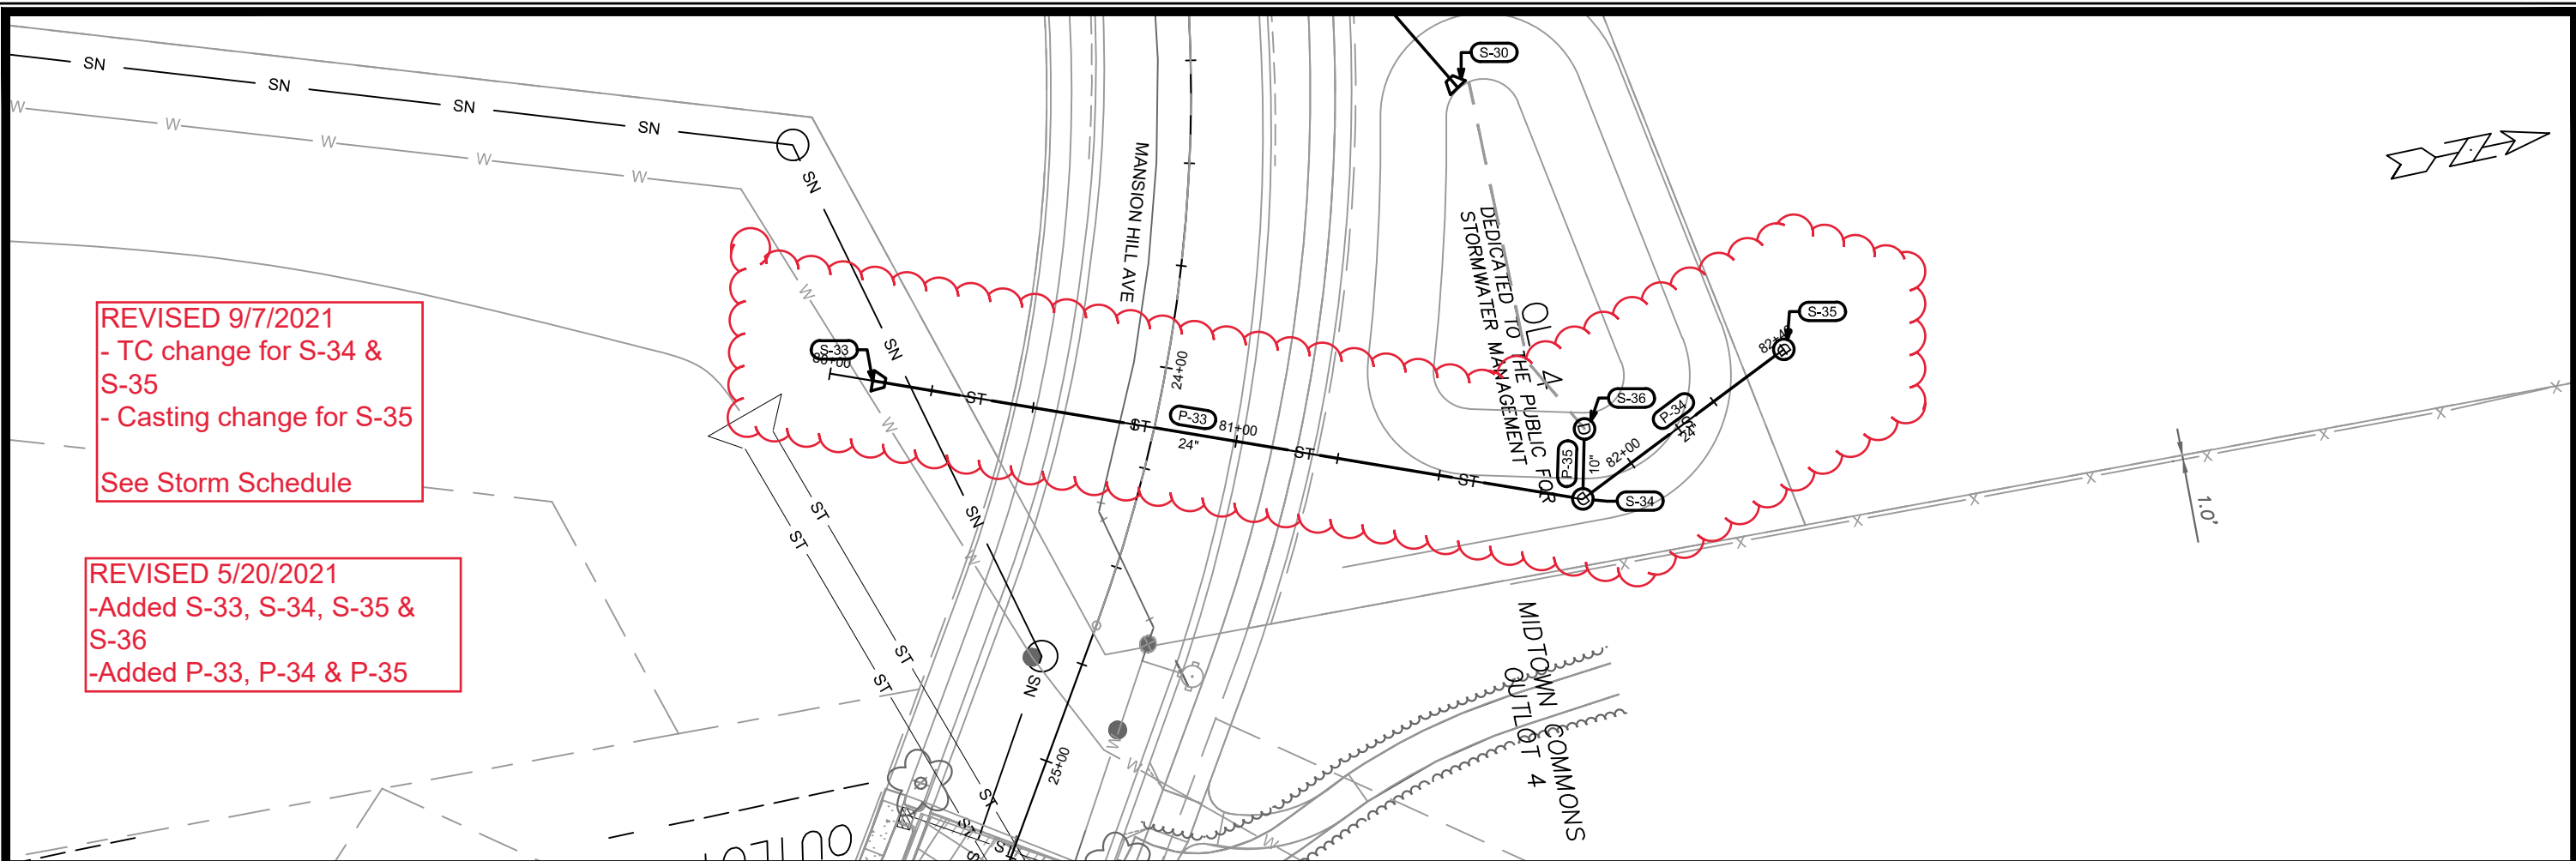 SN
SN
SN
SN
W
W
W
W
W
SN
MANSION HILL AVE
S-30
DEDICATED TO THE PUBLIC FOR
STORMWATER MANAGEMENT
OL 4
REVISED 9/7/2021
- TC change for S-34 &
S-35
- Casting change for S-35
See Storm Schedule
REVISED 5/20/2021
-Added S-33, S-34, S-35 &
S-36
-Added P-33, P-34 & P-35
W
SN
S-33
80+00
ST
W
24+00
P-33
24"
ST
81+00
ST
ST
S-35
S-36
P-34
24"
82+00
P-35
10"
S-34
X
X
X
X
X
X
X
X
X
1.0'
SN
W
ST
ST
ST
ST
SN
W
W
25+00
ST
ST
W
MIDTOWN COMMONS
OUTLOT 4